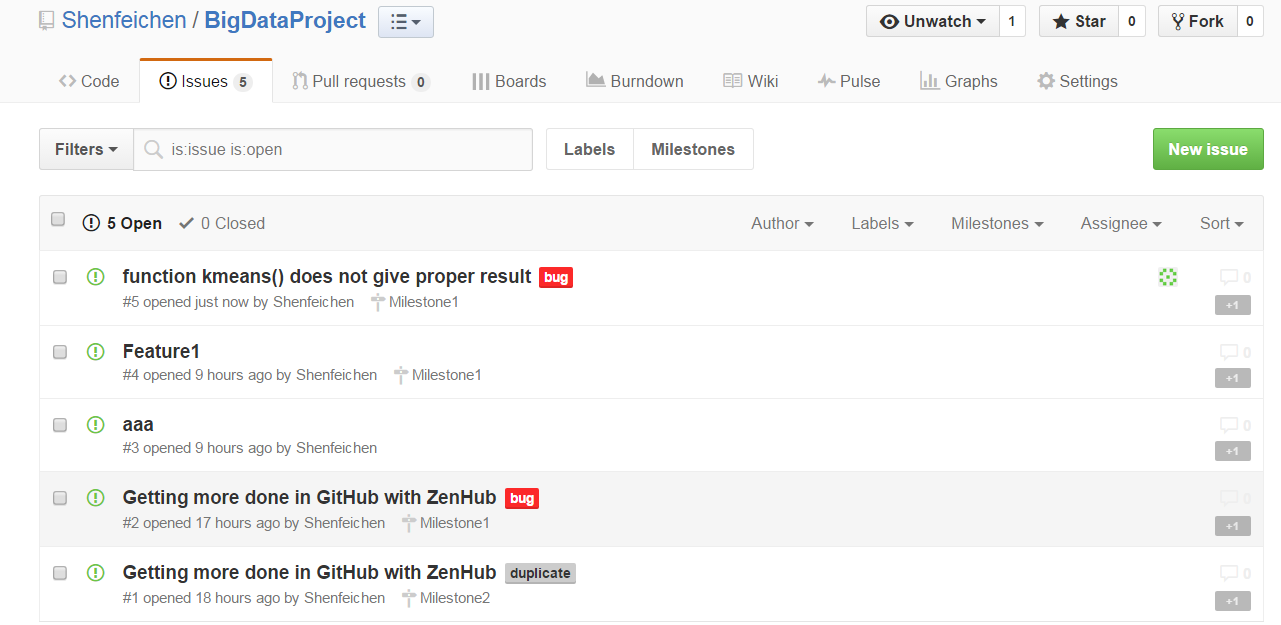 Shenfeichen / BigDataProject Unwatch 1 Star 0 Fork 0
Code Issues 5 Pull requests 0 Boards Burndown Wiki Pulse Graphs Settings
Filters is:issue is:open Labels Milestones New issue
5 Open 0 Closed Author Labels Milestones Assignee Sort
function kmeans() does not give proper result bug 0
#5 opened just now by Shenfeichen Milestone1 +1
Feature1 0
#4 opened 9 hours ago by Shenfeichen Milestone1 +1
aaa 0
#3 opened 9 hours ago by Shenfeichen +1
Getting more done in GitHub with ZenHub bug 0
#2 opened 17 hours ago by Shenfeichen Milestone1 +1
Getting more done in GitHub with ZenHub duplicate 0
#1 opened 18 hours ago by Shenfeichen Milestone2 +1